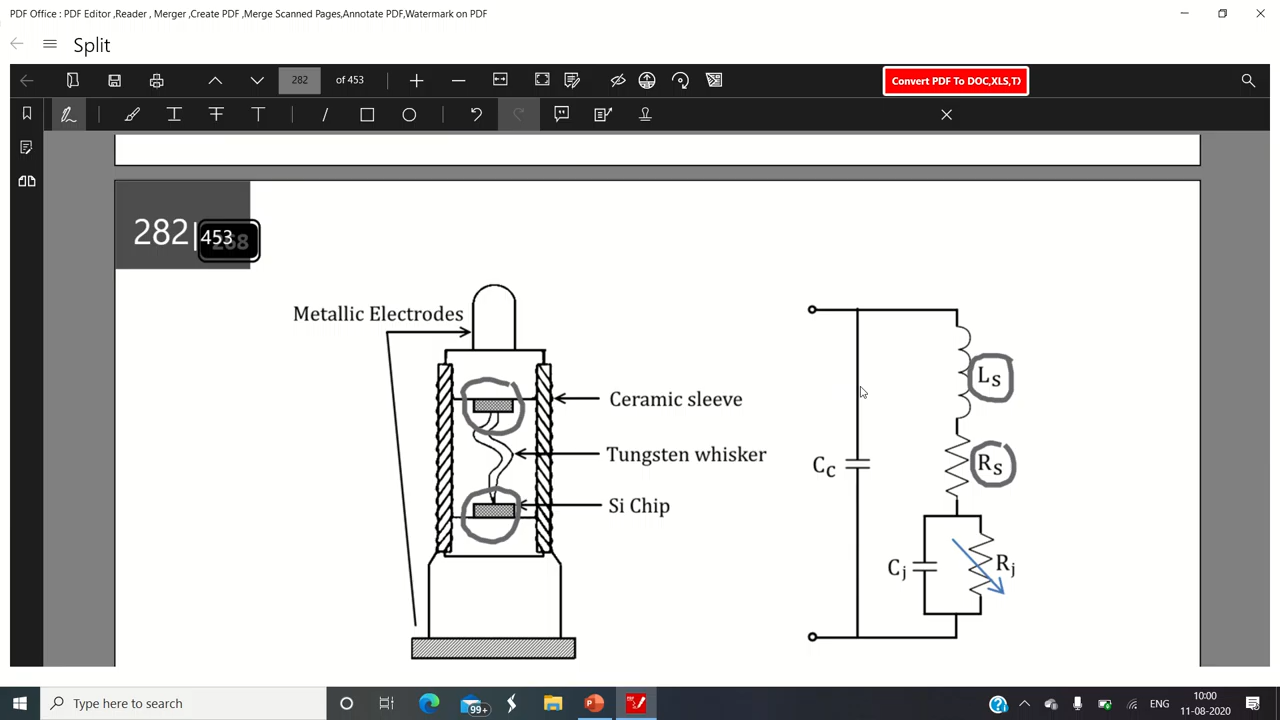 PDF Office : PDF Editor ,Reader , Merger ,Create PDF ,Merge Scanned Pages,Annotate PDF,Watermark on PDF
Split
282 of 453
Convert PDF To DOC,XLS,T)
282|453
268
Metallic Electrodes
Ceramic sleeve
Tungsten whisker
Si Chip
Ls
Cc
Rs
Cj
Rj
Type here to search
99+
ENG
10:00
11-08-2020